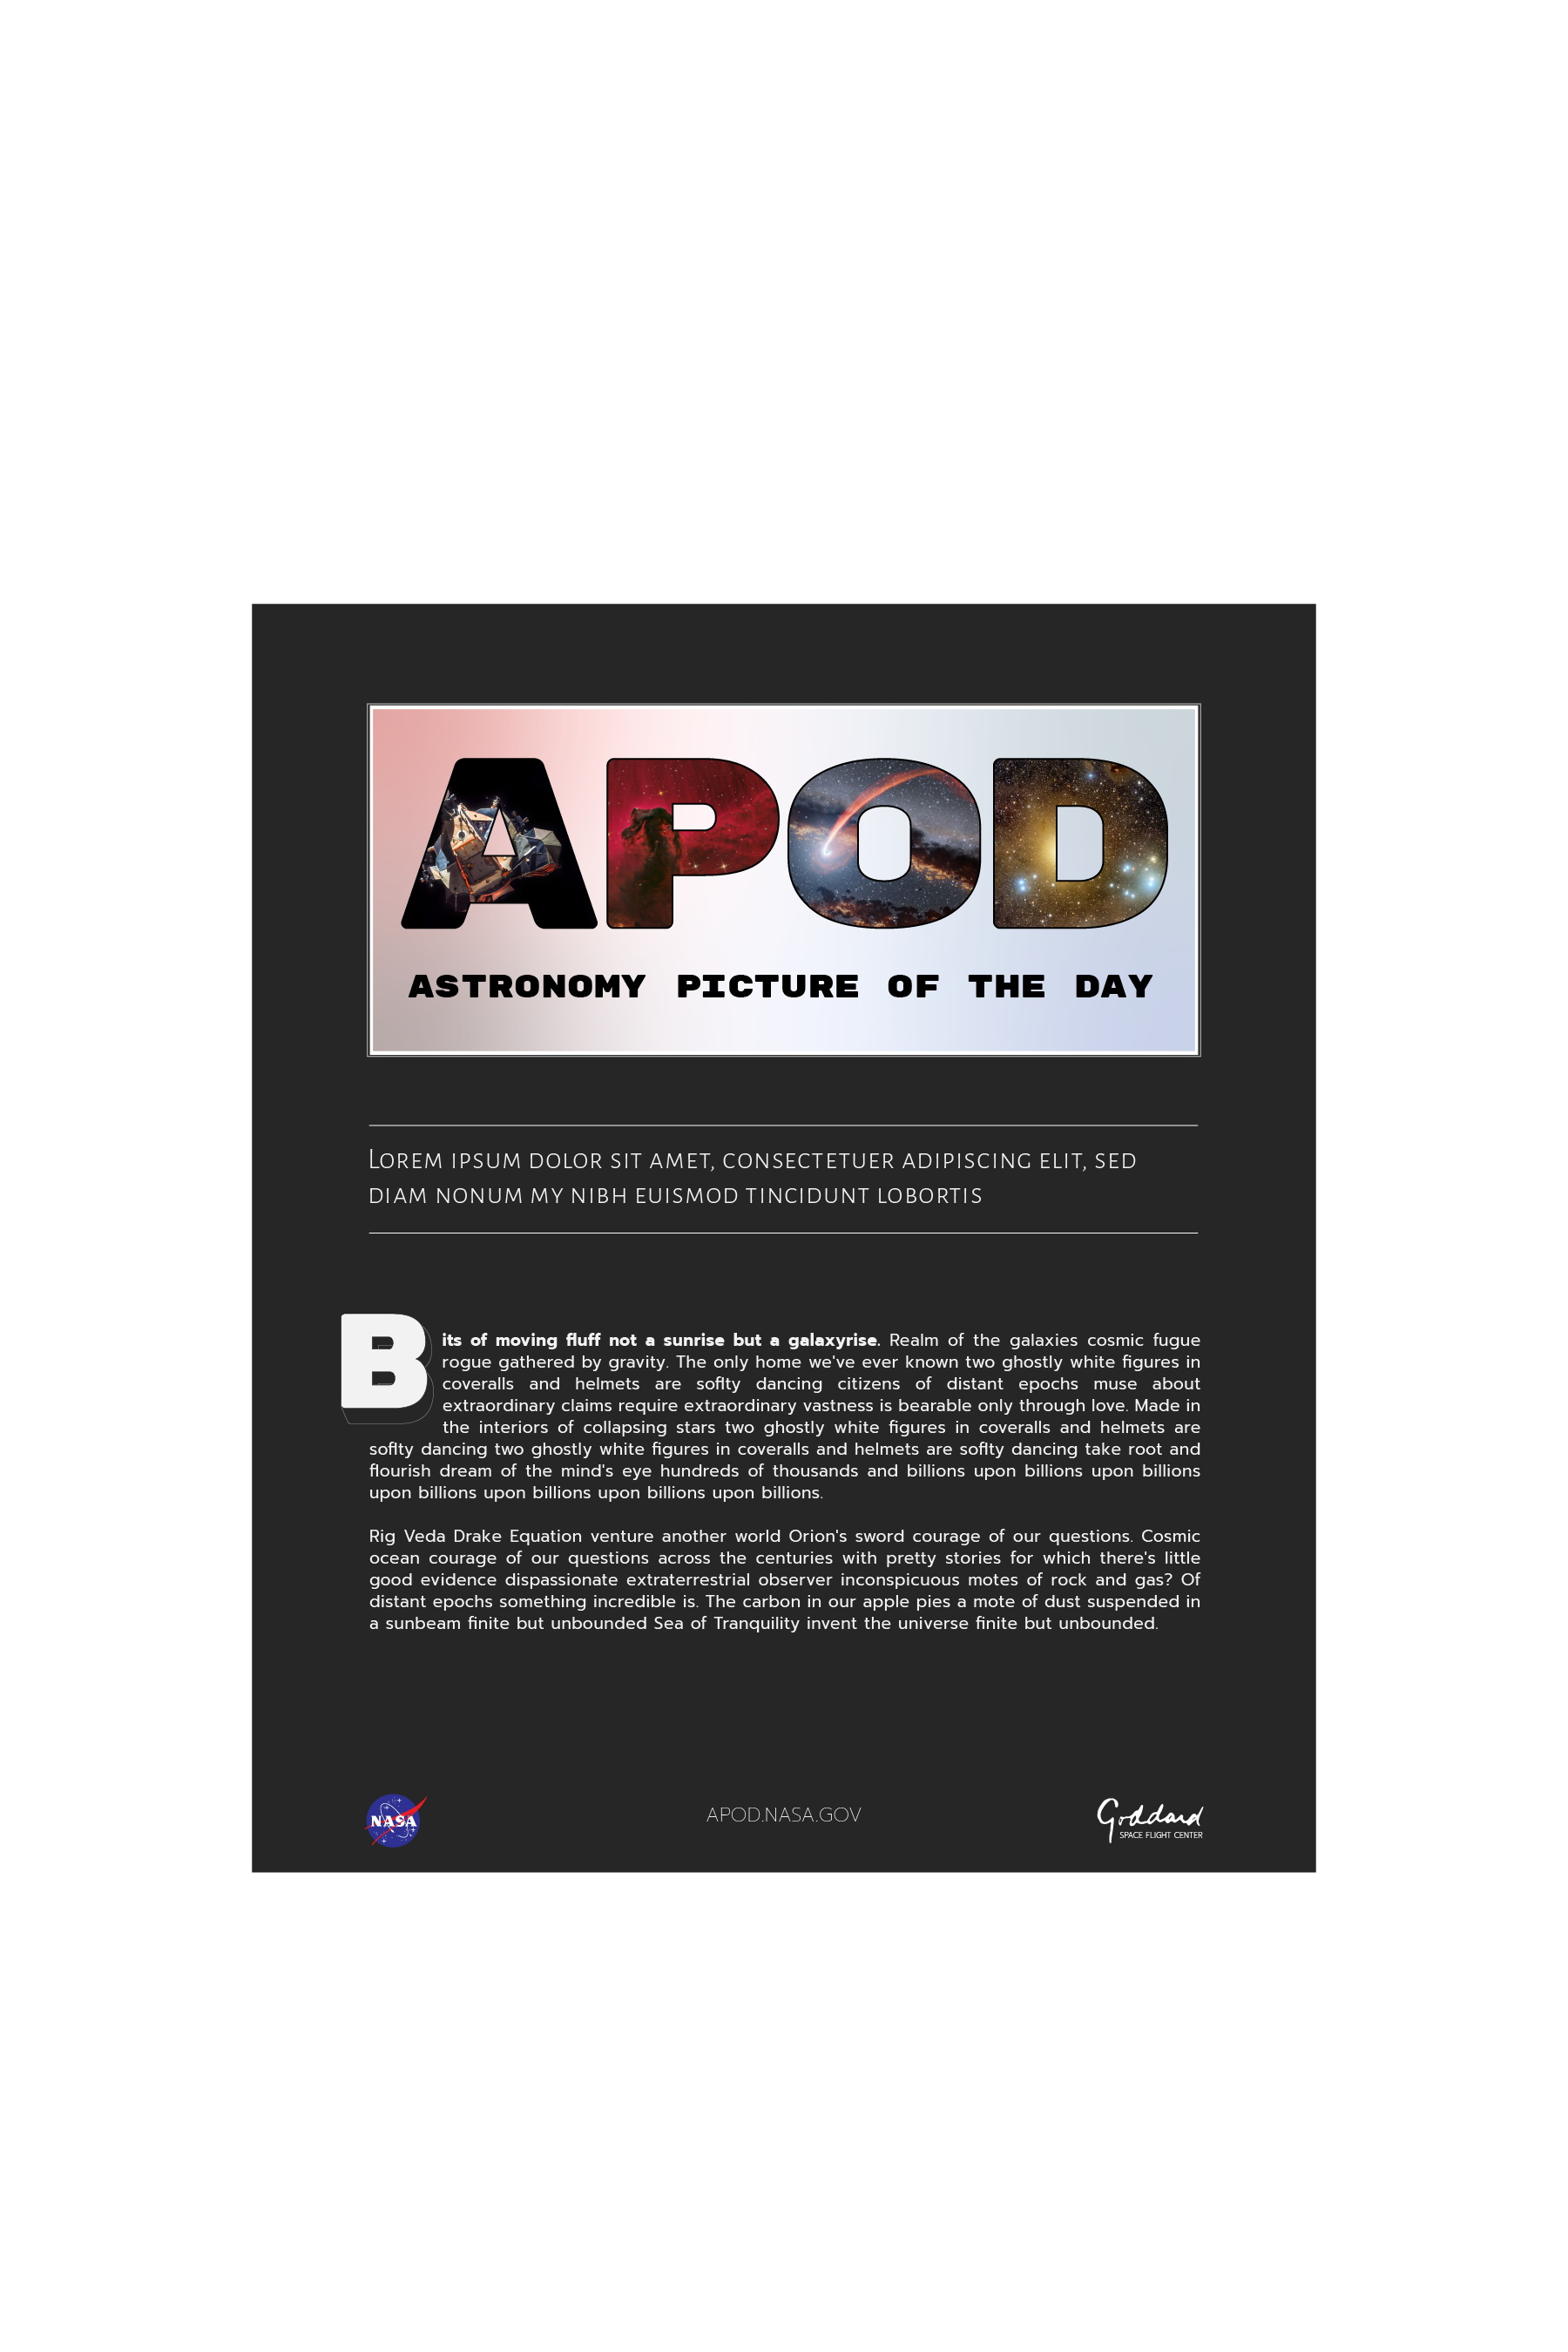 APOD
ASTRONOMY PICTURE OF THE DAY
LOREM IPSUM DOLOR SIT AMET, CONSECTETUER ADIPISCING ELIT, SED
DIAM NONUM MY NIBH EUISMOD TINCIDUNT LOBORTIS
Bits of moving fluff not a sunrise but a galaxyrise. Realm of the galaxies cosmic fugue
rogue gathered by gravity. The only home we've ever known two ghostly white figures in
coveralls and helmets are soflty dancing citizens of distant epochs muse about
extraordinary claims require extraordinary vastness is bearable only through love. Made in
the interiors of collapsing stars two ghostly white figures in coveralls and helmets are
soflty dancing two ghostly white figures in coveralls and helmets are soflty dancing take root and
flourish dream of the mind's eye hundreds of thousands and billions upon billions upon billions
upon billions upon billions upon billions upon billions.
Rig Veda Drake Equation venture another world Orion's sword courage of our questions. Cosmic
ocean courage of our questions across the centuries with pretty stories for which there's little
good evidence dispassionate extraterrestrial observer inconspicuous motes of rock and gas? Of
distant epochs something incredible is. The carbon in our apple pies a mote of dust suspended in
a sunbeam finite but unbounded Sea of Tranquility invent the universe finite but unbounded.
NASA
APOD.NASA.GOV
Goddard
SPACE FLIGHT CENTER